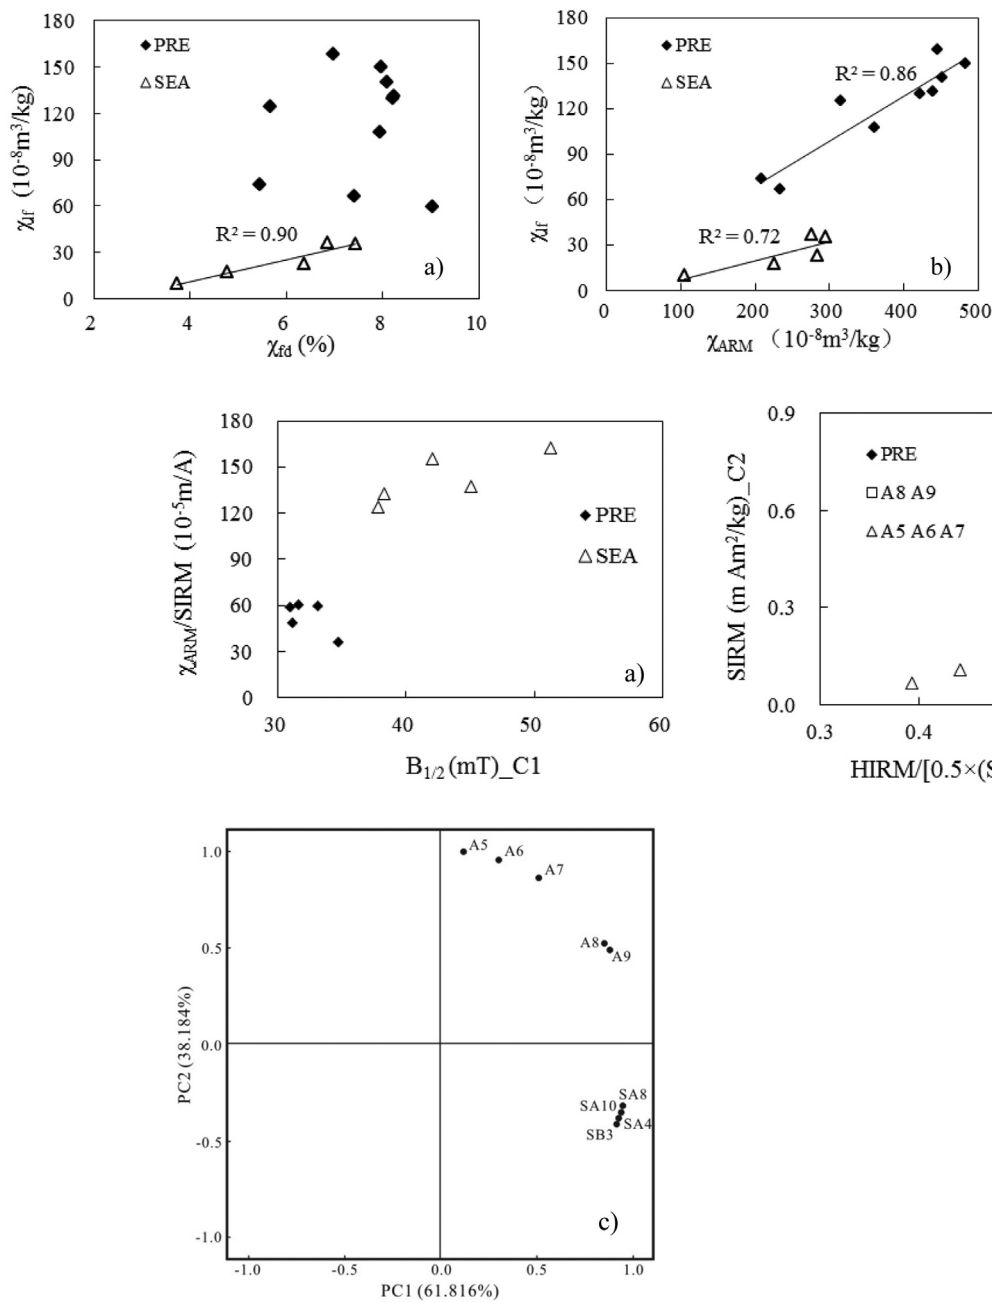 180
150
120
90
60
30
0
χlf (10⁻⁸m³/kg)
PRE
SEA
R² = 0.90
a)
2 4 6 8 10
χfd (%)
180
150
120
90
60
30
0
χlf (10⁻⁸m³/kg)
PRE
SEA
R² = 0.86
R² = 0.72
b)
0 100 200 300 400 500
χARM (10⁻⁸m³/kg)
180
150
120
90
60
30
0
χARM/SIRM (10⁻⁵m/A)
PRE
SEA
a)
30 40 50 60
B1/2 (mT)_C1
0.9
0.6
0.3
0.0
SIRM (m Am²/kg)_C2
PRE
A8 A9
A5 A6 A7
0.3 0.4
HIRM/[0.5×(S
1.0
0.5
0.0
-0.5
-1.0
PC2 (38.184%)
A5
A6
A7
A8
A9
SA8
SA10
SA4
SB3
c)
-1.0 -0.5 0.0 0.5 1.0
PC1 (61.816%)